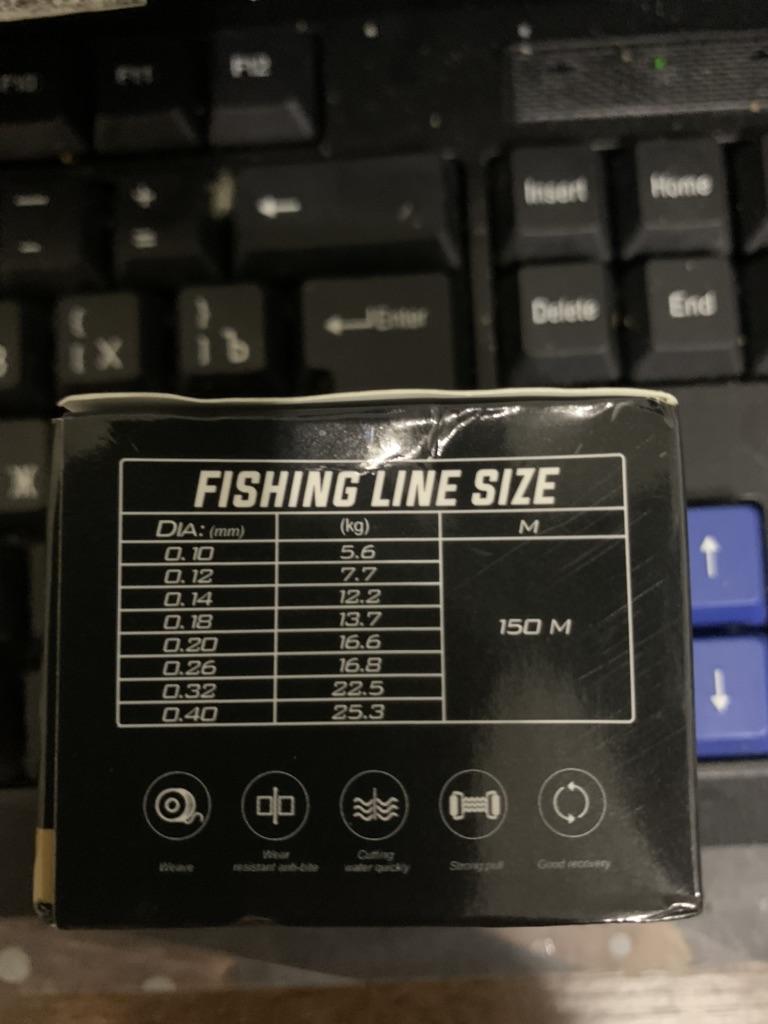 F10 F11 F12
Insert Home
Enter
Delete End
{
[ Х
}
] Ъ
Ж
FISHING LINE SIZE
DIA: (mm) (kg) M
0.10 5.6
0.12 7.7
0.14 12.2
0.18 13.7
150 M
0.20 16.6
0.26 16.8
0.32 22.5
0.40 25.3
Weave
Wear
resistant anti-bite
Cutting
water quickly
Strong pull
Good recovery